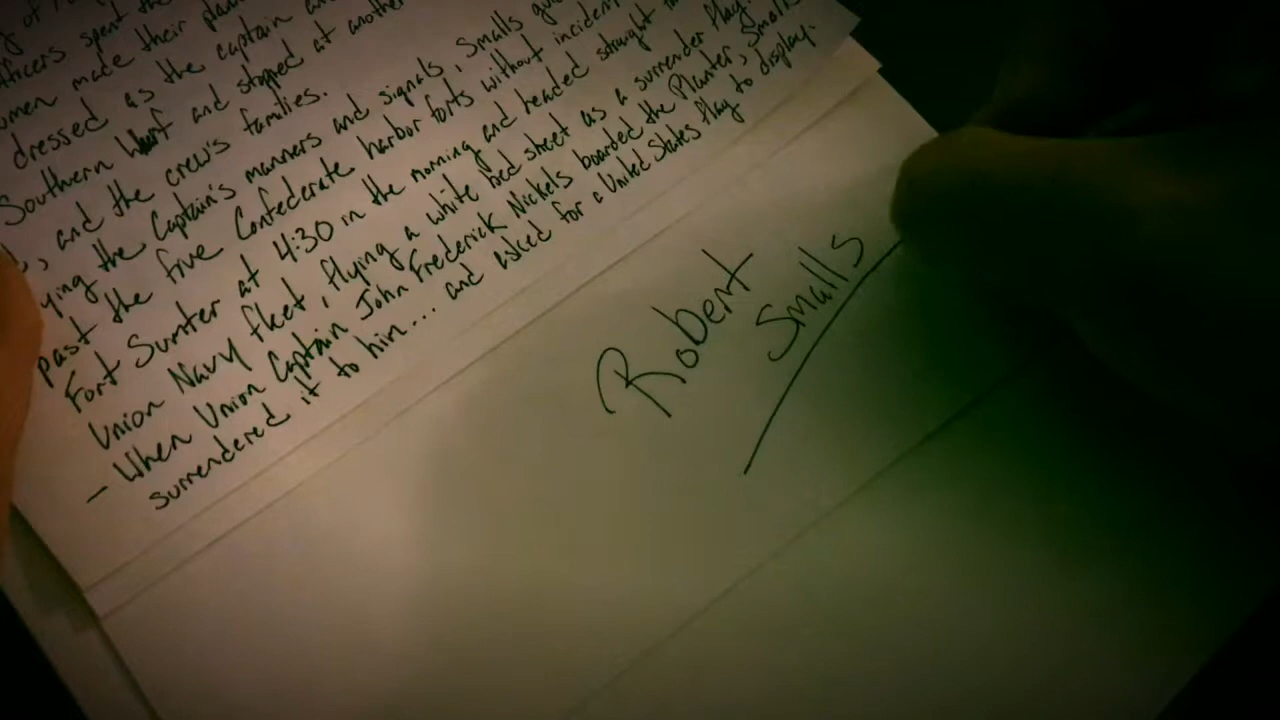 officers spent the
women made their plan
dressed as the captain
Southern Wharf and stopped at another
and the crew's families.
ying the Captain's manners and signals, Smalls gu
past the five Confederate harbor forts without incident
Fort Sumter at 4:30 in the morning and headed straight
Union Navy fleet, flying a white bed sheet as a surrender flag.
- When Union Captain John Frederick Nickels boarded the Planter, Smalls
surrendered it to him... and asked for a United States flag to display.
Robert
Smalls